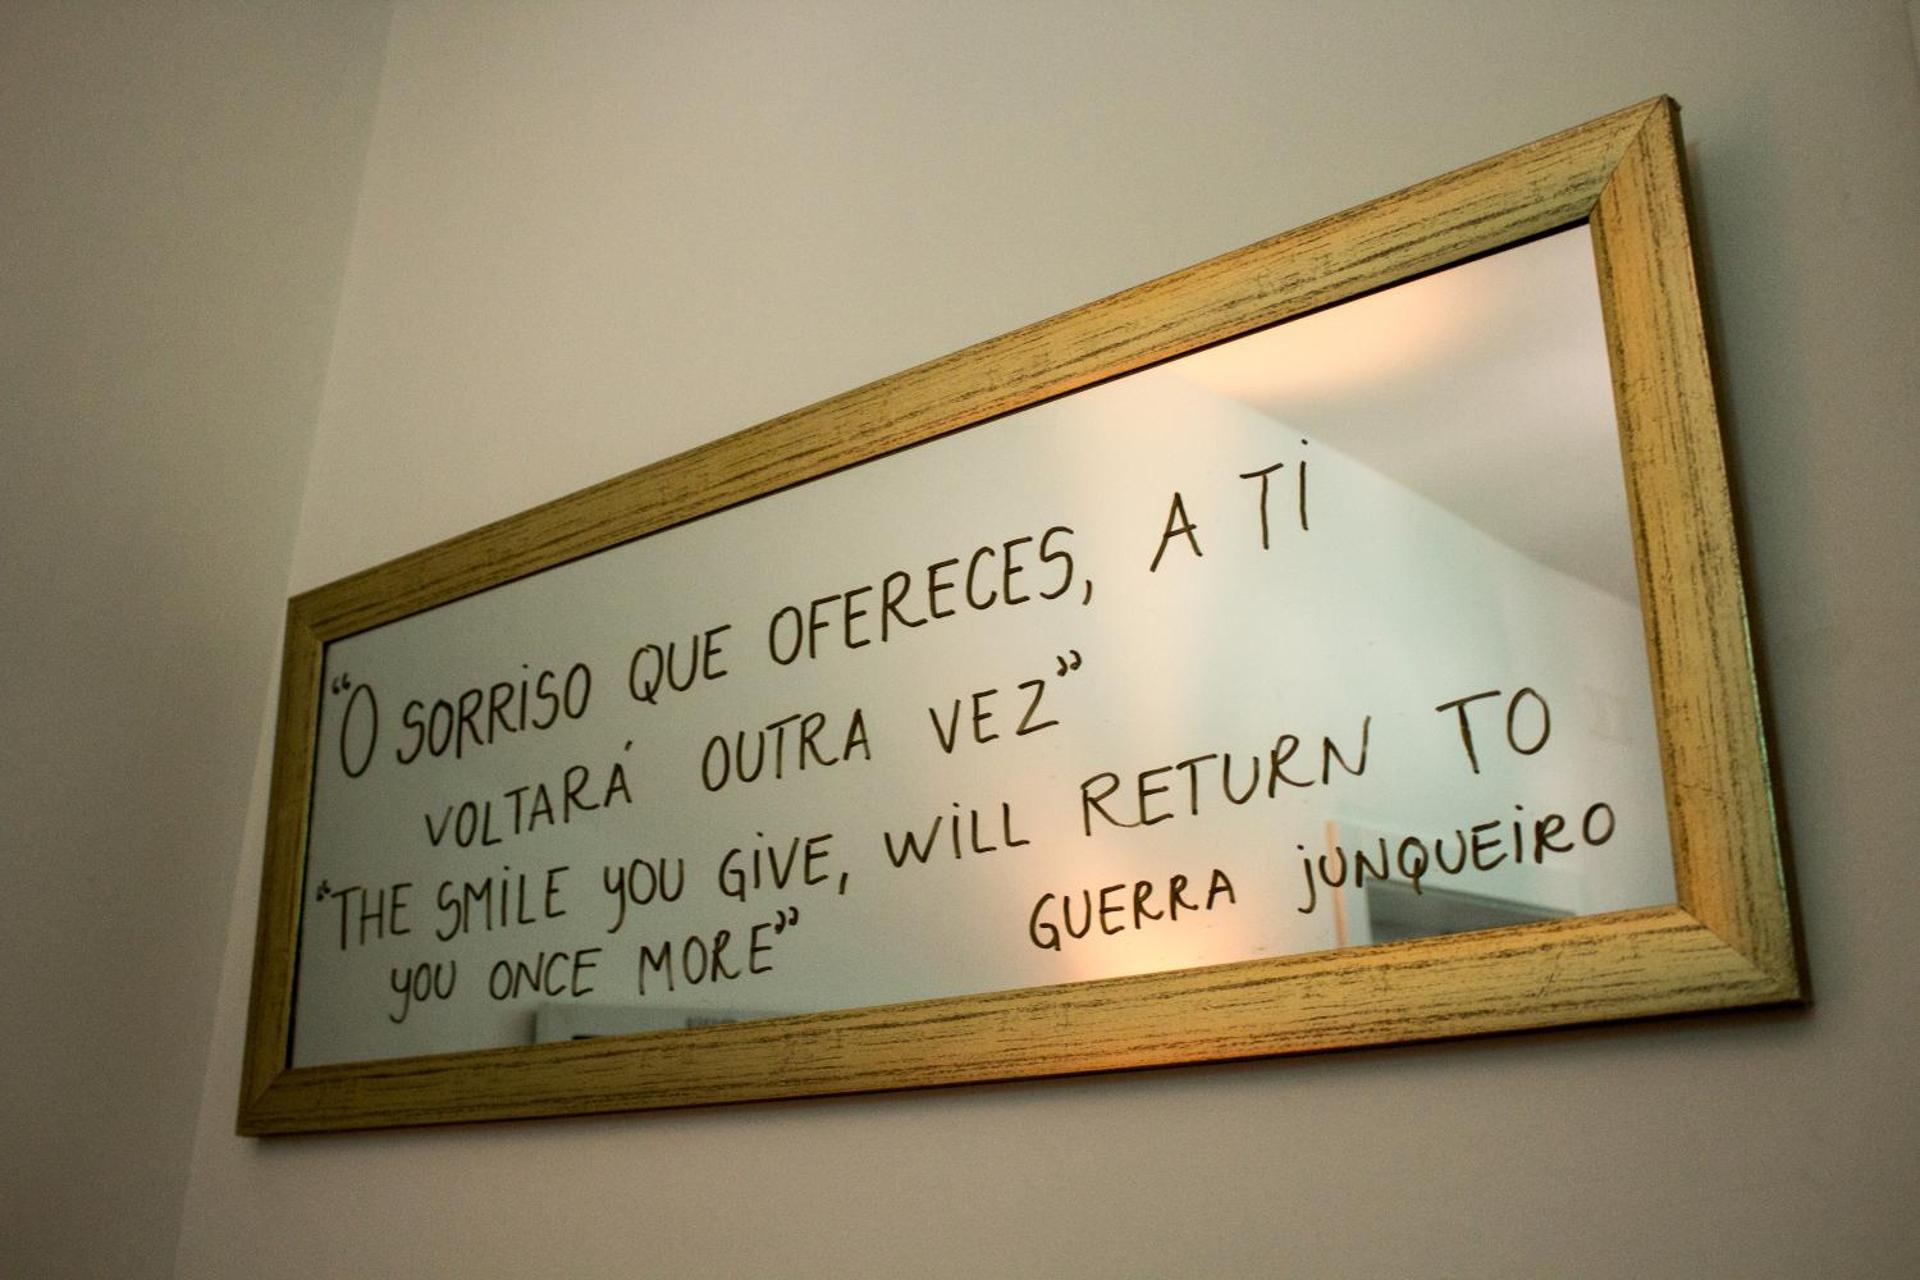 “O SORRiSO QUE OFERECES, A Ti
VOLTARÁ OUTRA VEZ”
“THE SMiLE YOU GiVE, WiLL RETURN TO
YOU ONCE MORE”
GUERRA jUNQUEiRO